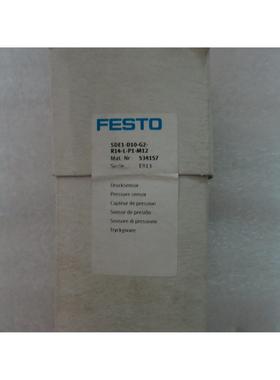 FESTO
SDE1-D10-G2-
R14-L-P1-M12
Mat. Nr 534157
Serie E913
Drucksensor
Pressure sensor
Capteur de pression
Sensor de presión
Sensore di pressione
Tryckgivare